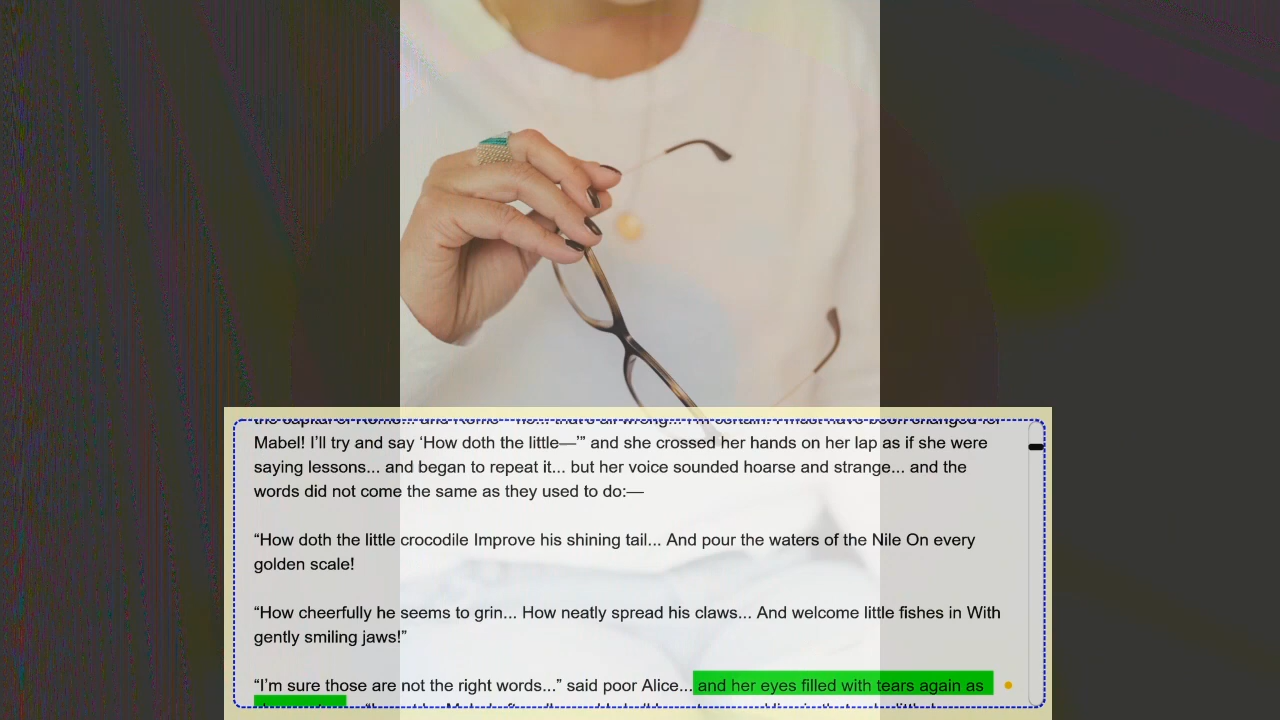 Mabel! I’ll try and say ‘How doth the little—’” and she crossed her hands on her lap as if she were
saying lessons... and began to repeat it... but her voice sounded hoarse and strange... and the
words did not come the same as they used to do:—
“How doth the little crocodile Improve his shining tail... And pour the waters of the Nile On every
golden scale!
“How cheerfully he seems to grin... How neatly spread his claws... And welcome little fishes in With
gently smiling jaws!”
“I’m sure those are not the right words...” said poor Alice... and her eyes filled with tears again as